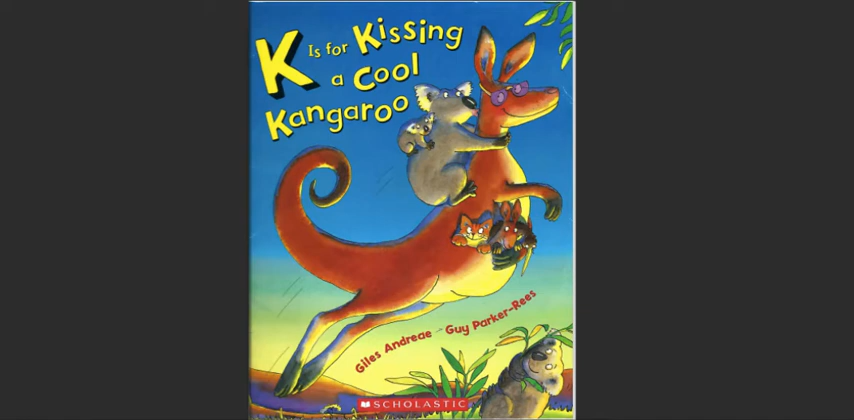 K Is for Kissing
a Cool
Kangaroo
Giles Andreae - Guy Parker-Rees
SCHOLASTIC